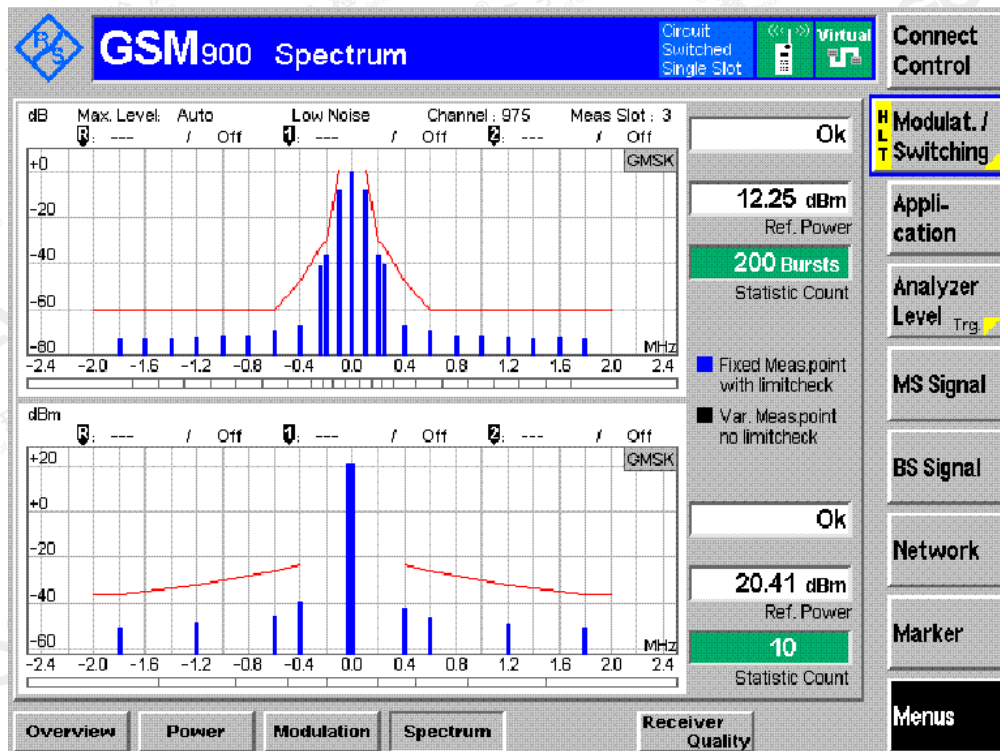 R S
GSM900 Spectrum
Circuit
Switched
Single Slot
Virtual
Connect
Control
dB Max. Level: Auto Low Noise Channel : 975 Meas Slot : 3
R : --- / Off 1 : --- / Off 2 : --- / Off
GMSK
+0
-20
-40
-60
-80
MHz
-2.4 -2.0 -1.6 -1.2 -0.8 -0.4 0.0 0.4 0.8 1.2 1.6 2.0 2.4
Ok
12.25 dBm
Ref. Power
200 Bursts
Statistic Count
Fixed Meas.point
with limitcheck
Var. Meas.point
no limitcheck
dBm
R : --- / Off 1 : --- / Off 2 : --- / Off
GMSK
+20
+0
-20
-40
-60
MHz
-2.4 -2.0 -1.6 -1.2 -0.8 -0.4 0.0 0.4 0.8 1.2 1.6 2.0 2.4
Ok
20.41 dBm
Ref. Power
10
Statistic Count
HLT
Modulat. /
Switching
Appli-
cation
Analyzer
Level Trg.
MS Signal
BS Signal
Network
Marker
Menus
Overview
Power
Modulation
Spectrum
Receiver
Quality